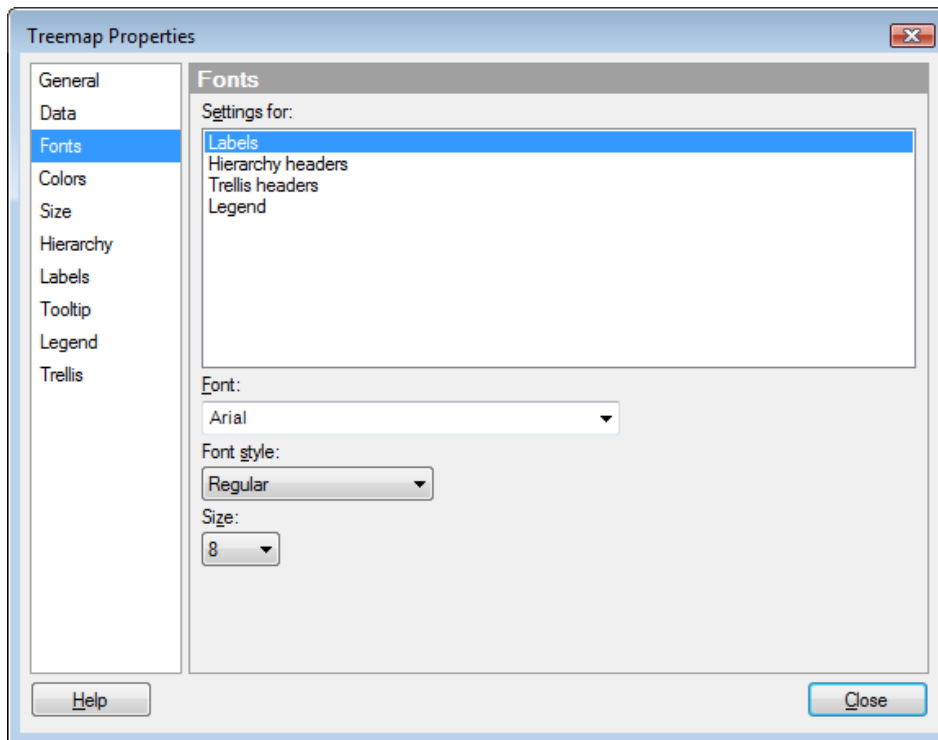 Treemap Properties
General
Data
Fonts
Colors
Size
Hierarchy
Labels
Tooltip
Legend
Trellis
Fonts
Settings for:
Labels
Hierarchy headers
Trellis headers
Legend
Font:
Arial
Font style:
Regular
Size:
8
Help
Close